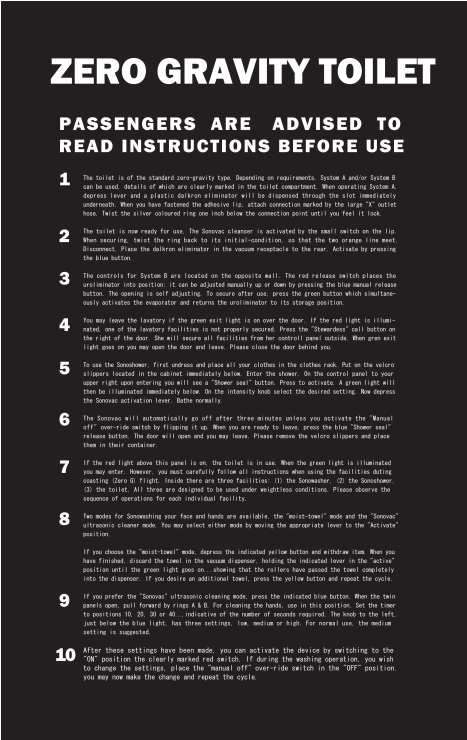 ZERO GRAVITY TOILET
PASSENGERS ARE ADVISED TO
READ INSTRUCTIONS BEFORE USE
1 The toilet is of the standard zero-gravity type. Depending on requirements, System A and/or System B
can be used, details of which are clearly marked in the toilet compartment. When operating System A,
depress lever and a plastic dalkron eliminator will be dispensed through the slot immediately
underneath. When you have fastened the adhesive lip, attach connection marked by the large "X" outlet
hose. Twist the silver coloured ring one inch below the connection point until you feel it lock.
2 The toilet is now ready for use. The Sonovac cleanser is activated by the small switch on the lip.
When securing, twist the ring back to its initial-condition, so that the two orange line meet.
Disconnect. Place the dalkron eliminator in the vacuum receptacle to the rear. Activate by pressing
the blue button.
3 The controls for System B are located on the opposite wall. The red release switch places the
uroliminator into position; it can be adjusted manually up or down by pressing the blue manual release
button. The opening is self adjusting. To secure after use, press the green button which simultane-
ously activates the evaporator and returns the uroliminator to its storage position.
4 You may leave the lavatory if the green exit light is on over the door. If the red light is illumi-
nated, one of the lavatory facilities is not properly secured. Press the "Stewardess" call button on
the right of the door. She will secure all facilities from her controll panel outside. When gren exit
light goes on you may open the door and leave. Please close the door behind you.
5 To use the Sonoshower, first undress and place all your clothes in the clothes rack. Put on the velcro
slippers located in the cabinet immediately below. Enter the shower. On the control panel to your
upper right upon entering you will see a "Shower seal" button. Press to activate. A green light will
then be illuminated immediately below. On the intensity knob select the desired setting. Now depress
the Sonovac activation lever. Bathe normally.
6 The Sonovac will automatically go off after three minutes unless you activate the "Manual
off" over-ride switch by flipping it up. When you are ready to leave, press the blue "Shower seal"
release button. The door will open and you may leave. Please remove the velcro slippers and place
them in their container.
7 If the red light above this panel is on, the toilet is in use. When the green light is illuminated
you may enter. However, you must carefully follow all instructions when using the facilities duting
coasting (Zero G) flight. Inside there are three facilities: (1) the Sonowasher, (2) the Sonoshower,
(3) the toilet. All three are designed to be used under weightless conditions. Please observe the
sequence of operations for each individual facility.
8 Two modes for Sonowashing your face and hands are available, the "moist-towel" mode and the "Sonovac"
ultrasonic cleaner mode. You may select either mode by moving the appropriate lever to the "Activate"
position.
If you choose the "moist-towel" mode, depress the indicated yellow button and withdraw item. When you
have finished, discard the towel in the vacuum dispenser, holding the indicated lever in the "active"
position until the green light goes on...showing that the rollers have passed the towel completely
into the dispenser. If you desire an additional towel, press the yellow button and repeat the cycle.
9 If you prefer the "Sonovac" ultrasonic cleaning mode, press the indicated blue button. When the twin
panels open, pull forward by rings A & B. For cleaning the hands, use in this position. Set the timer
to positions 10, 20, 30 or 40...indicative of the number of seconds required. The knob to the left,
just below the blue light, has three settings, low, medium or high. For normal use, the medium
setting is suggested.
10 After these settings have been made, you can activate the device by switching to the
"ON" position the clearly marked red switch. If during the washing operation, you wish
to change the settings, place the "manual off" over-ride switch in the "OFF" position.
you may now make the change and repeat the cycle.